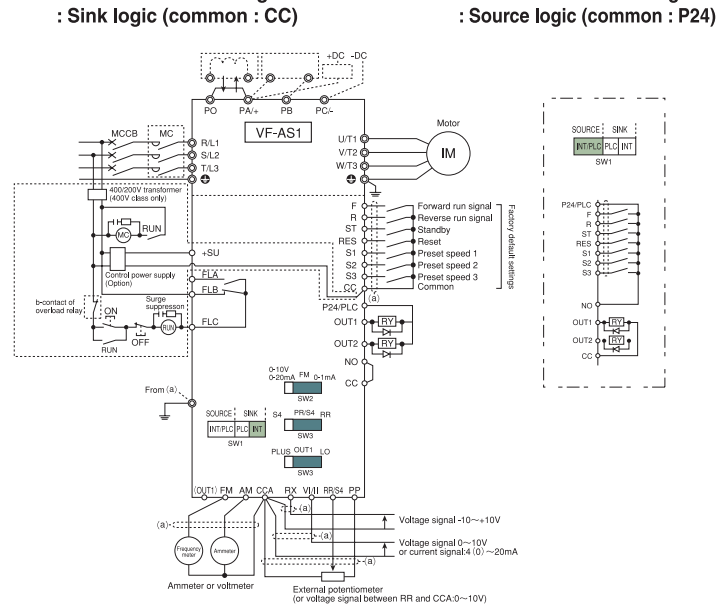 : Sink logic (common : CC)
: Source logic (common : P24)
+DC -DC
PO PA/+ PB PC/-
VF-AS1
MCCB MC
R/L1
S/L2
T/L3
U/T1
V/T2
W/T3
Motor
IM
400/200V transformer
(400V class only)
MC
RUN
+SU
Control power supply
(Option)
FLA
FLB
FLC
b-contact of
overload relay
ON
OFF
RUN
Surge
suppresson
RUN
F Forward run signal
R Reverse run signal
ST Standby
RES Reset
S1 Preset speed 1
S2 Preset speed 2
S3 Preset speed 3
CC Common
Factory default settings
(a)
P24/PLC
OUT1 RY
OUT2 RY
NO
CC
From (a)
0-10V
0-20mA FM 0-1mA
SW2
SOURCE SINK
INT/PLC PLC INT
SW1
S4 PR/S4 RR
SW3
PLUS OUT1 LO
SW3
(OUT1) FM AM CCA RX VI/II RR/S4 PP
(a)
(a)
(a)
(a)
Frequency
meter
Ammeter
Ammeter or voltmeter
Voltage signal -10～+10V
Voltage signal 0～10V
or current signal:4 (0) ～20mA
External potentiometer
(or voltage signal between RR and CCA:0～10V)
SOURCE SINK
INT/PLC PLC INT
SW1
P24/PLC
F
R
ST
RES
S1
S2
S3
NO
OUT1 RY
OUT2 RY
CC